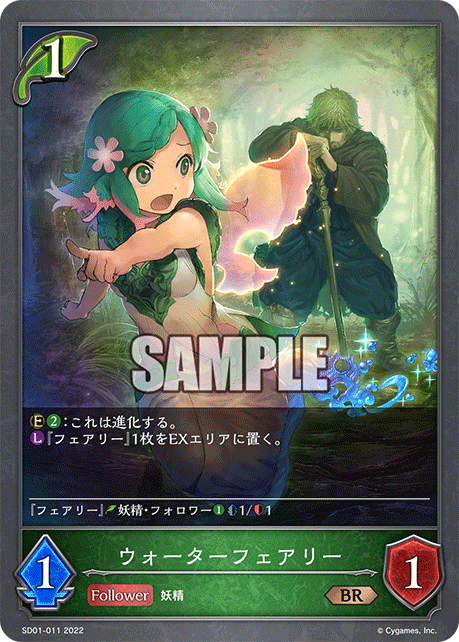 1
SAMPLE
E 2:これは進化する。
L『フェアリー』1枚をEXエリアに置く。
『フェアリー』妖精・フォロワー 1 1/1
ウォーターフェアリー
1
Follower 妖精 BR
1
SD01-011 2022 © Cygames, Inc.